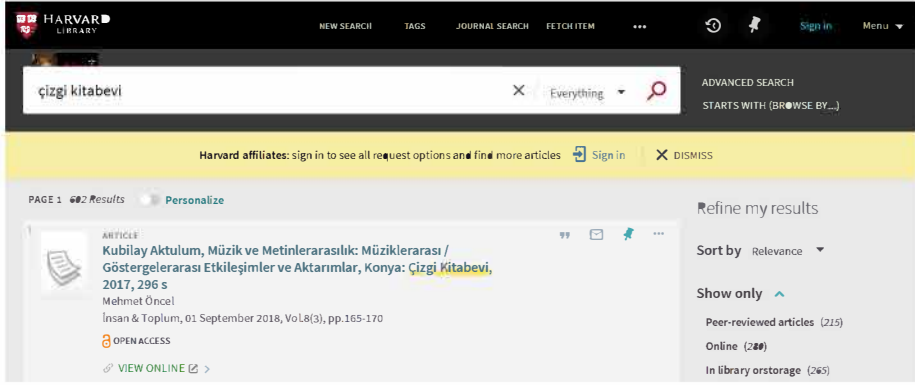 HARVARD
LIBRARY
NEW SEARCH TAGS JOURNAL SEARCH FETCH ITEM ••• Sign in Menu
çizgi kitabevi × Everything
ADVANCED SEARCH
STARTS WITH (BROWSE BY...)
Harvard affiliates: sign in to see all request options and find more articles Sign in × DISMISS
PAGE 1 Results Personalize
Refine my results
1
ARTICLE
Kubilay Aktulum, Müzik ve Metinlerarasılık: Müziklerarası /
Göstergelerarası Etkileşimler ve Aktarımlar, Konya: Çizgi Kitabevi,
2017, 296 s
Mehmet Öncel
İnsan & Toplum, 01 September 2018, Vol.8(3), pp.165-170
OPEN ACCESS
VIEW ONLINE >
Sort by Relevance
Show only
Peer-reviewed articles (215)
Online
In library orstorage (265)